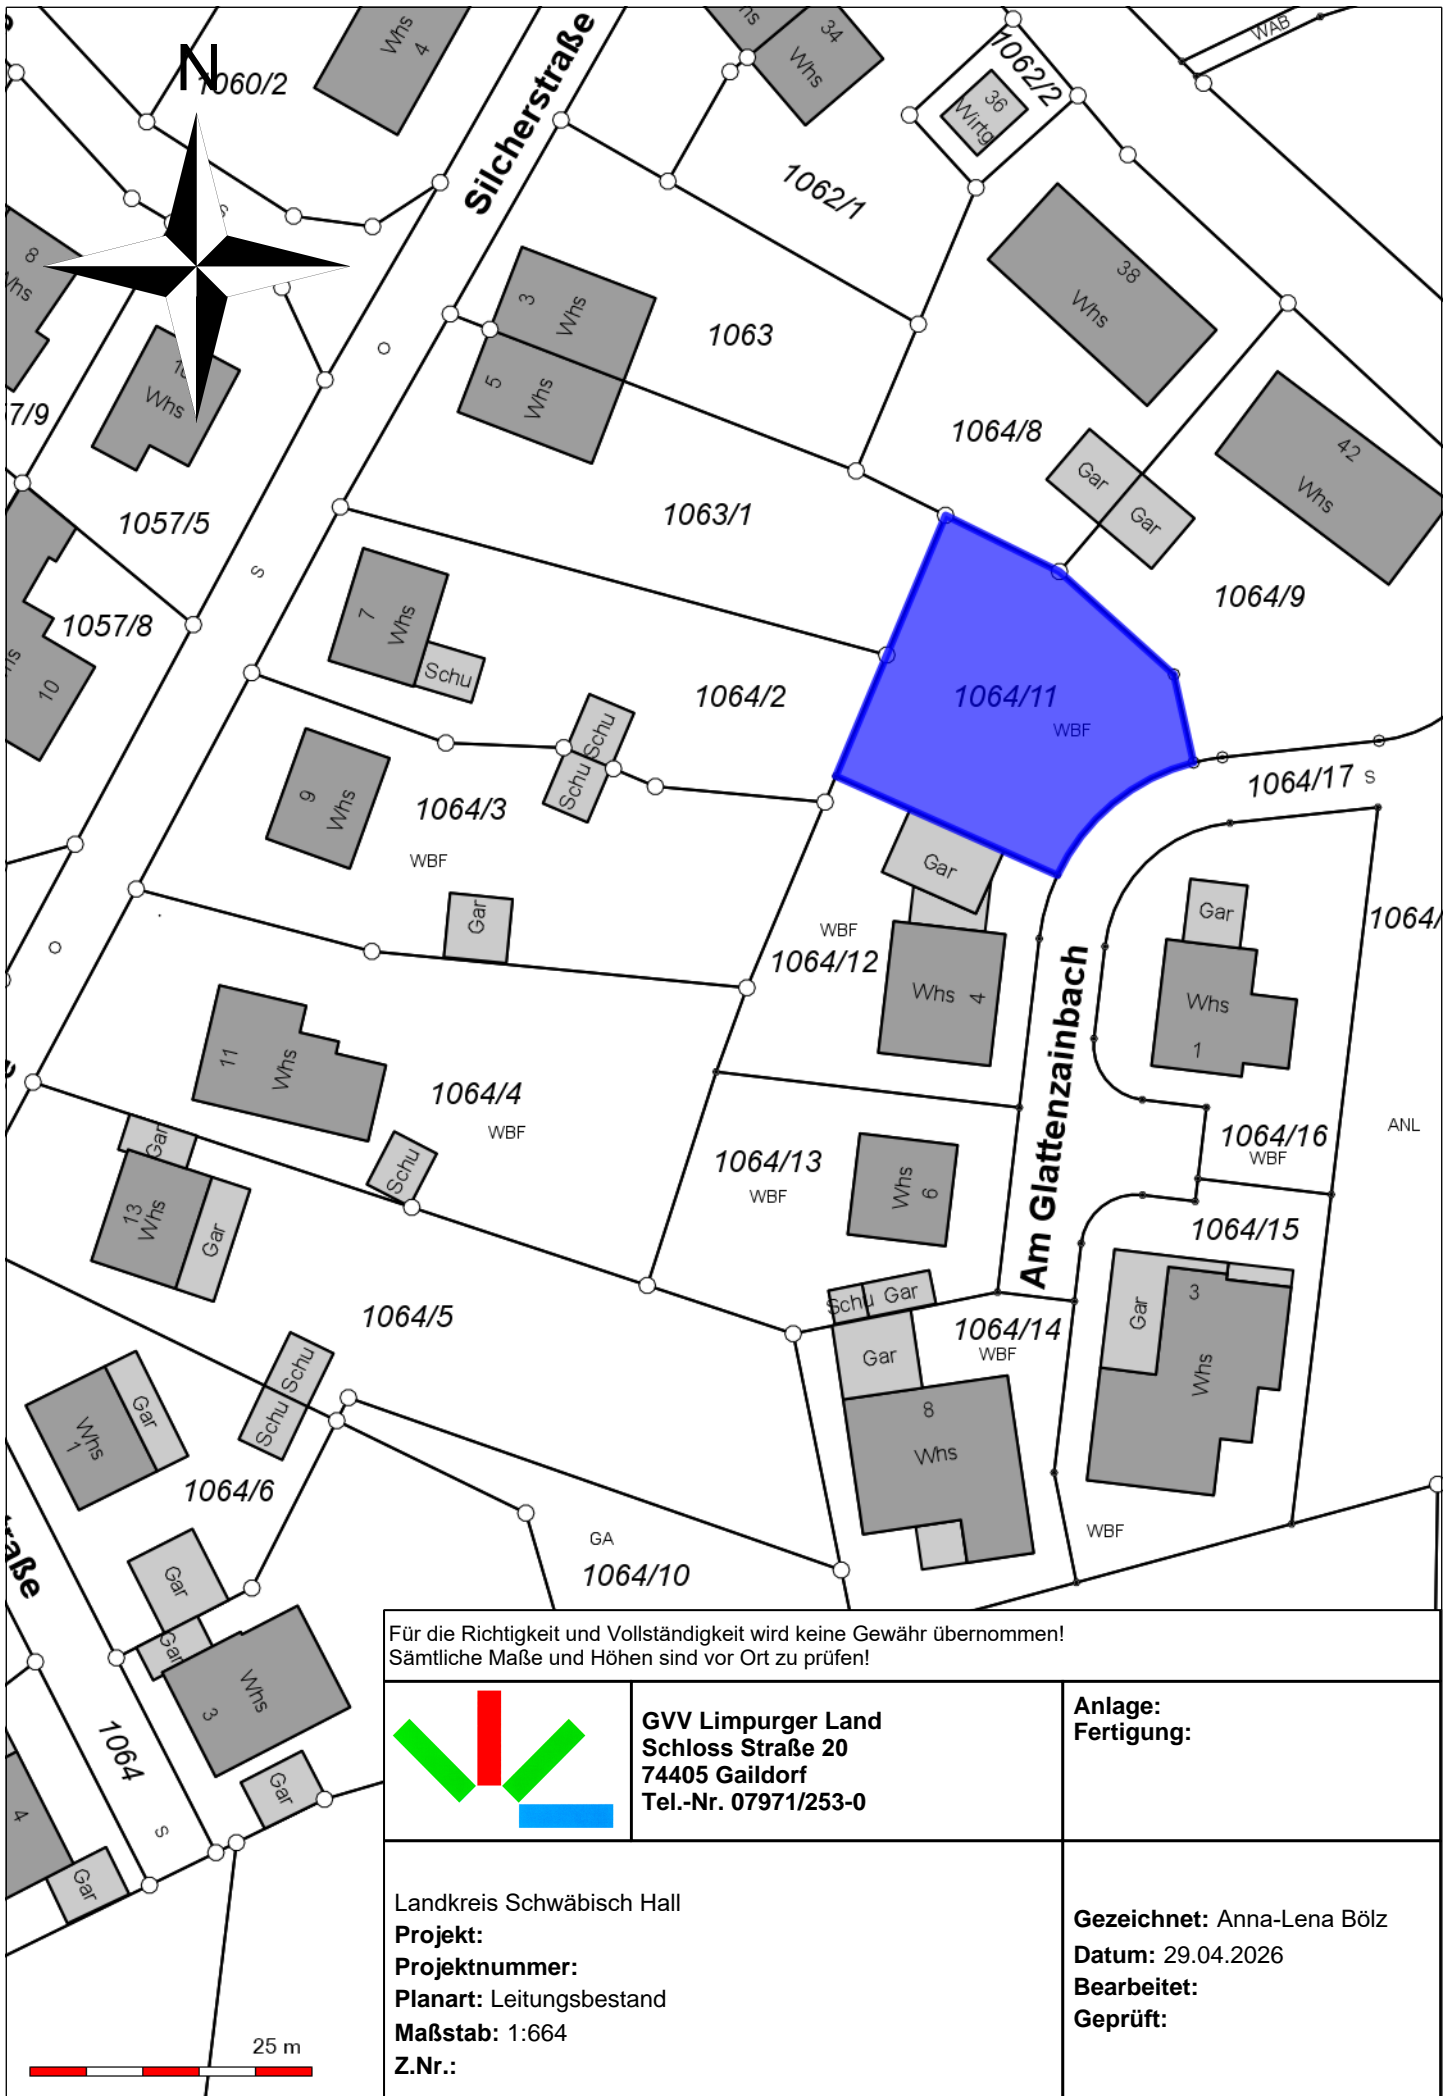 N
1060/2
Whs
4
Silcherstraße
34
Whs
36
Wirtg
1062/2
WAB
1062/1
S
8
Whs
3
Whs
1063
38
Whs
5
Whs
Whs
1064/8
42
Whs
7/9
Gar
Gar
1057/5
1063/1
S
1064/9
7
Whs
1057/8
Schu
10
1064/2
1064/11
WBF
Schu
Schu
9
Whs
1064/3
WBF
1064/17
S
Gar
Gar
Gar
1064/
WBF
1064/12
Whs
4
Am Glattenzainbach
Whs
1
11
Whs
1064/4
WBF
ANL
1064/16
WBF
Gar
Schu
1064/13
WBF
Whs
6
13
Whs
Gar
1064/15
Schu
Gar
3
Gar
Whs
1064/5
1064/14
WBF
Gar
Schu
Schu
Gar
Whs
1
8
Whs
1064/6
WBF
GA
1064/10
raße
Gar
Gar
Whs
3
1064
Gar
4
S
Gar
25 m
Für die Richtigkeit und Vollständigkeit wird keine Gewähr übernommen!
Sämtliche Maße und Höhen sind vor Ort zu prüfen!
GVV Limpurger Land
Schloss Straße 20
74405 Gaildorf
Tel.-Nr. 07971/253-0
Anlage:
Fertigung:
Landkreis Schwäbisch Hall
Projekt:
Projektnummer:
Planart: Leitungsbestand
Maßstab: 1:664
Z.Nr.:
Gezeichnet: Anna-Lena Bölz
Datum: 29.04.2026
Bearbeitet:
Geprüft: